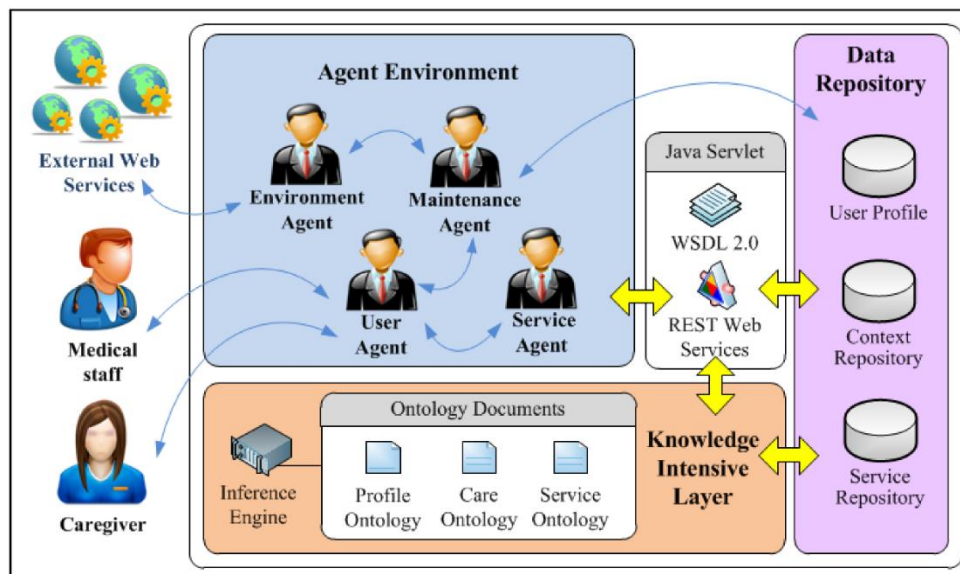 External Web
Services
Medical
staff
Caregiver
Agent Environment
Environment
Agent
Maintenance
Agent
User
Agent
Service
Agent
Java Servlet
WSDL 2.0
REST Web
Services
Data
Repository
User Profile
Context
Repository
Service
Repository
Inference
Engine
Ontology Documents
Profile
Ontology
Care
Ontology
Service
Ontology
Knowledge
Intensive
Layer